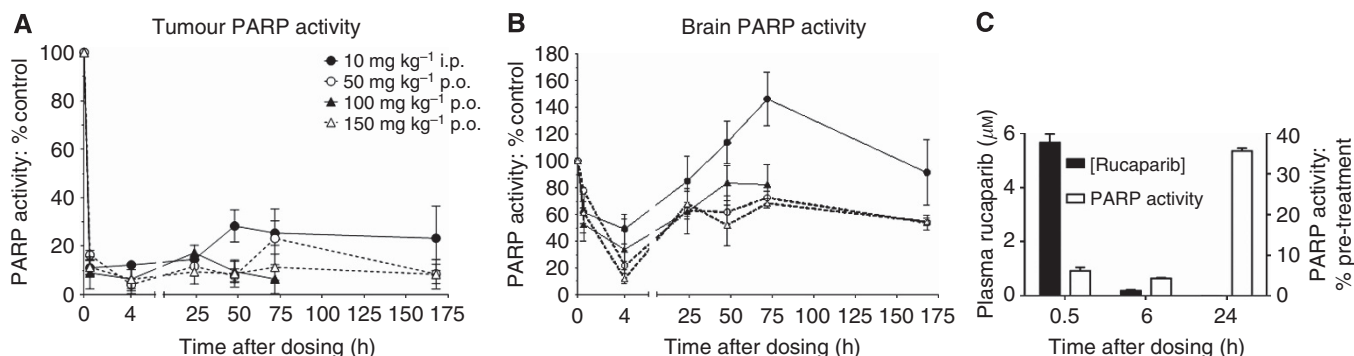 A
Tumour PARP activity
PARP activity: % control
100
80
60
40
20
0
10 mg kg⁻¹ i.p.
50 mg kg⁻¹ p.o.
100 mg kg⁻¹ p.o.
150 mg kg⁻¹ p.o.
0 4 25 50 75 100 125 150 175
Time after dosing (h)
B
Brain PARP activity
PARP activity: % control
180
160
140
120
100
80
60
40
20
0
0 4 25 50 75 100 125 150 175
Time after dosing (h)
C
Plasma rucaparib (μM)
6
4
2
0
[Rucaparib]
PARP activity
40
30
20
10
0
PARP activity:
% pre-treatment
0.5 6 24
Time after dosing (h)